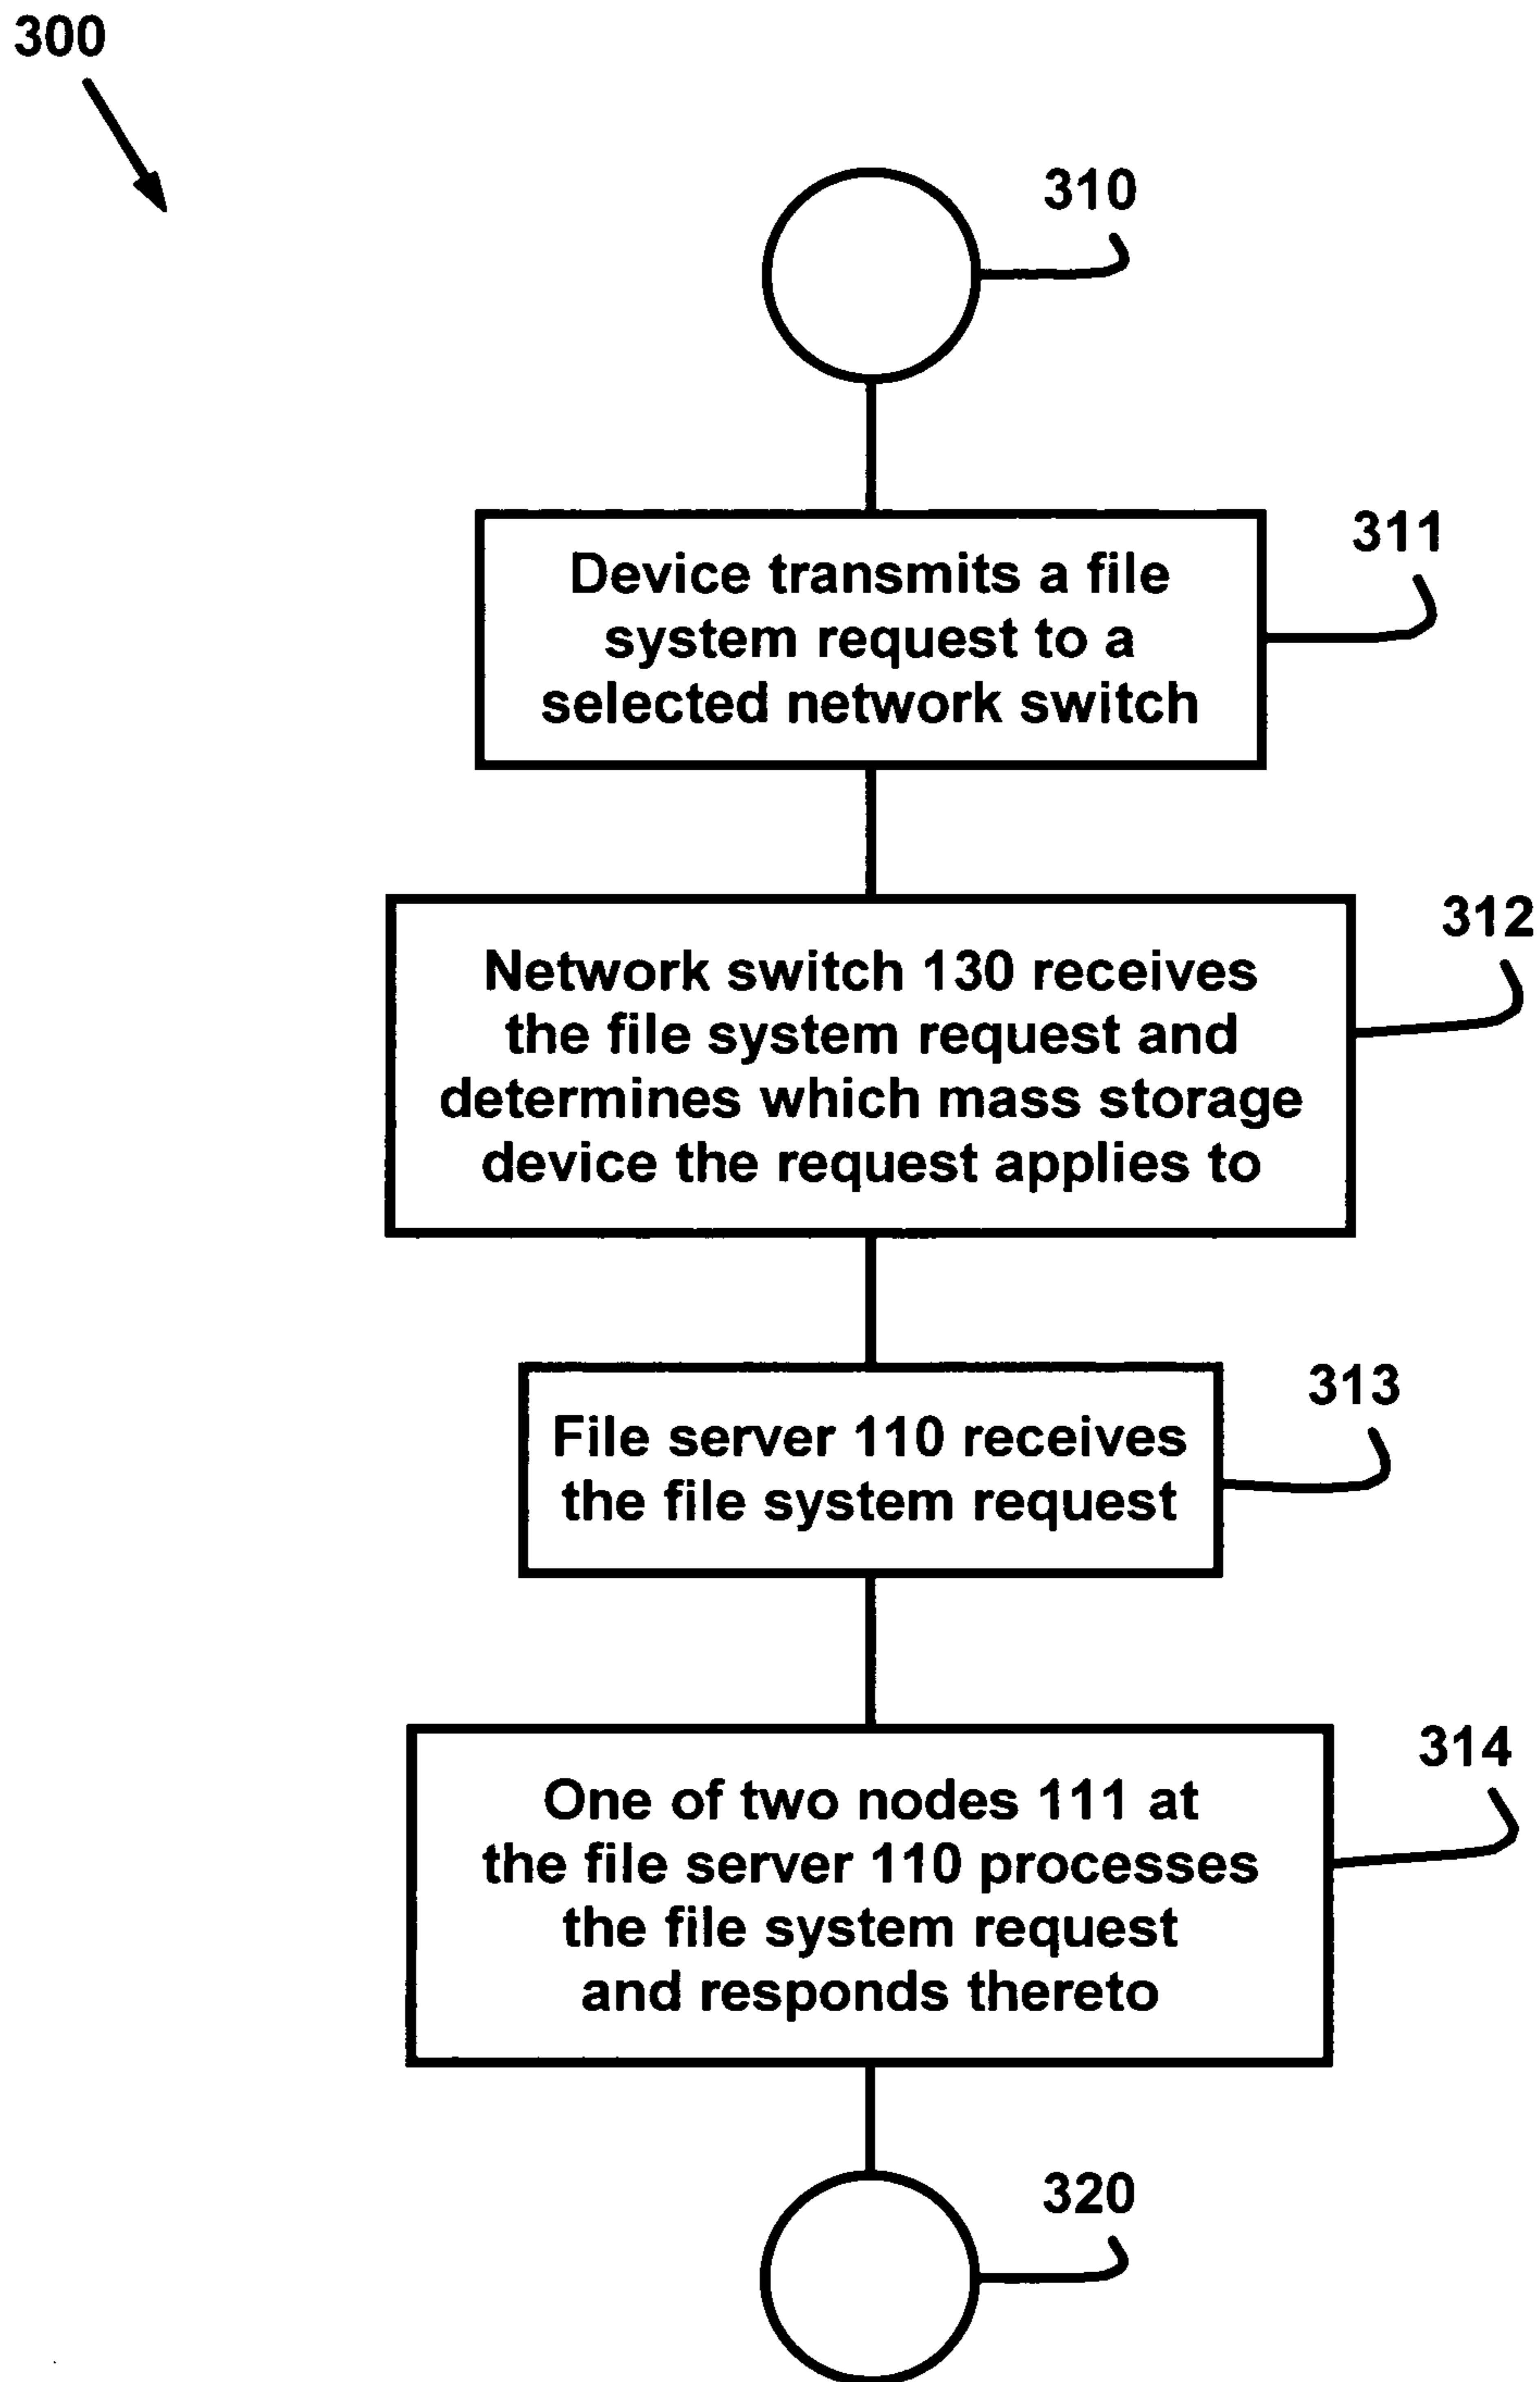 300
310
311
Device transmits a file
system request to a
selected network switch
312
Network switch 130 receives
the file system request and
determines which mass storage
device the request applies to
313
File server 110 receives
the file system request
314
One of two nodes 111 at
the file server 110 processes
the file system request
and responds thereto
320